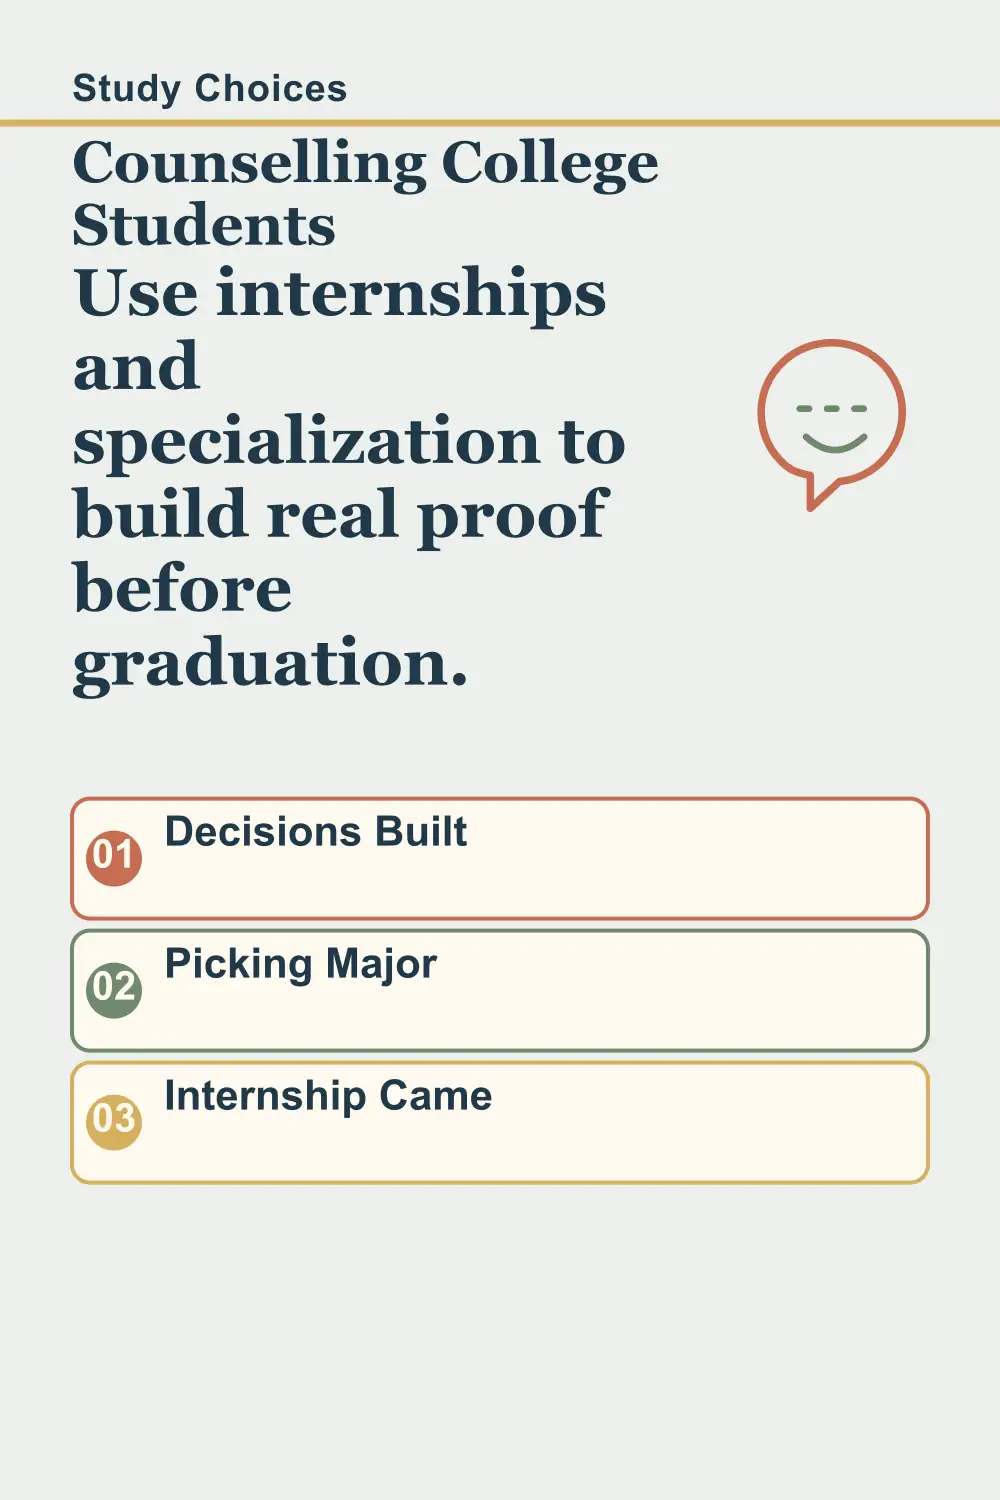 Study Choices
Counselling College
Students
Use internships
and
specialization to
build real proof
before
graduation.
01
Decisions Built
02
Picking Major
03
Internship Came